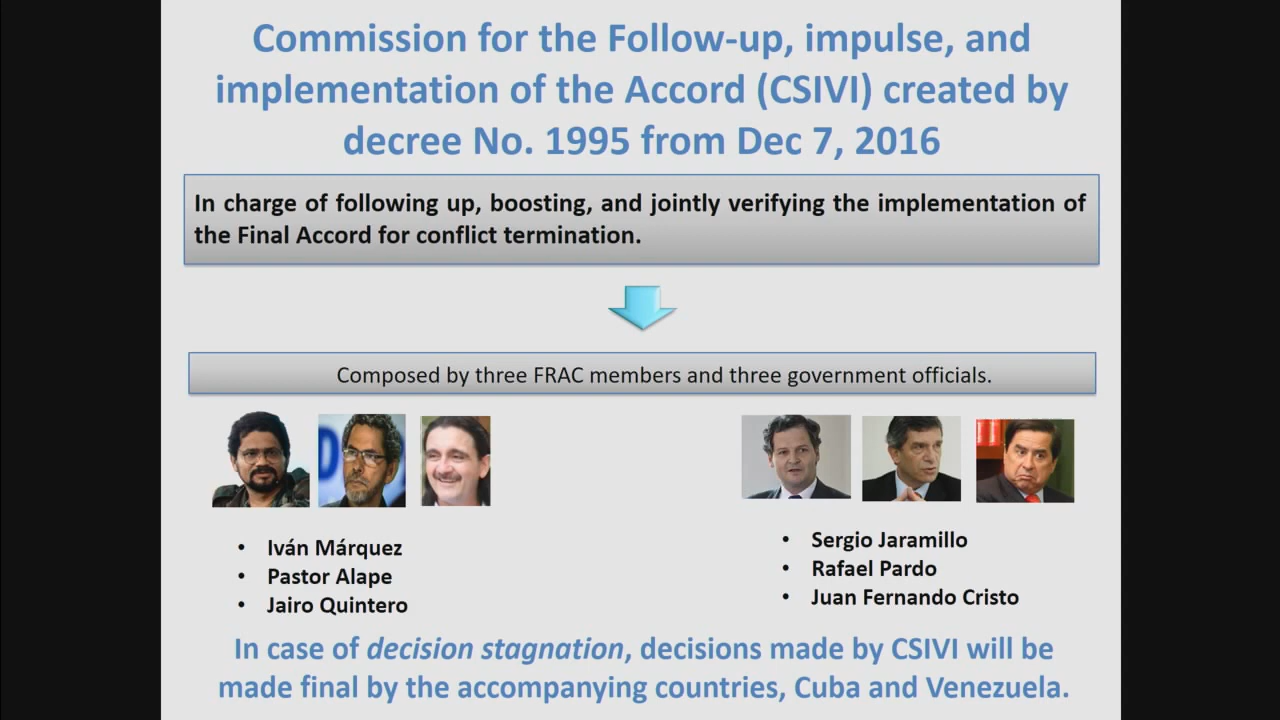 Commission for the Follow-up, impulse, and
implementation of the Accord (CSIVI) created by
decree No. 1995 from Dec 7, 2016
In charge of following up, boosting, and jointly verifying the implementation of
the Final Accord for conflict termination.
Composed by three FRAC members and three government officials.
• Iván Márquez
• Pastor Alape
• Jairo Quintero
• Sergio Jaramillo
• Rafael Pardo
• Juan Fernando Cristo
In case of decision stagnation, decisions made by CSIVI will be
made final by the accompanying countries, Cuba and Venezuela.